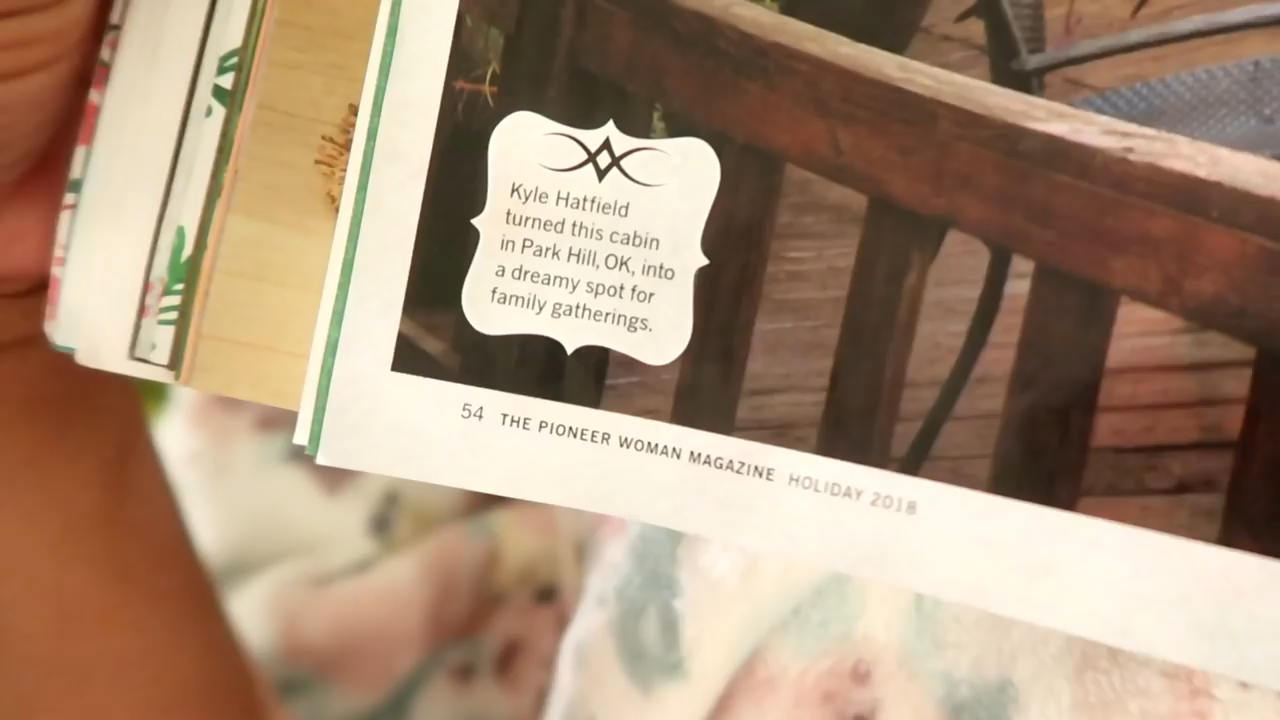 Kyle Hatfield
turned this cabin
in Park Hill, OK, into
a dreamy spot for
family gatherings.
54 THE PIONEER WOMAN MAGAZINE HOLIDAY 2018